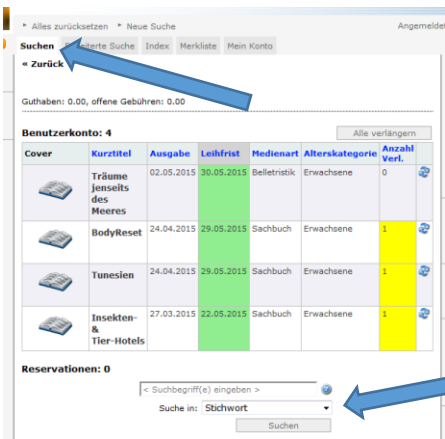 Alles zurücksetzen Neue Suche Angemeldet
Suchen Suche Index Merkliste Mein Konto
« Zurück
Guthaben: 0.00, offene Gebühren: 0.00
Benutzerkonto: 4 Alle verlängern
Cover Kurztitel Ausgabe Leihfrist Medienart Alterskategorie Anzahl Verl.
Träume jenseits des Meeres 02.05.2015 30.05.2015 Belletristik Erwachsene 0
BodyReset 24.04.2015 29.05.2015 Sachbuch Erwachsene 1
Tunesien 24.04.2015 29.05.2015 Sachbuch Erwachsene 1
Insekten- & Tier-Hotels 27.03.2015 22.05.2015 Sachbuch Erwachsene 1
Reservationen: 0
< Suchbegriff(e) eingeben >
Suche in: Stichwort
Suchen